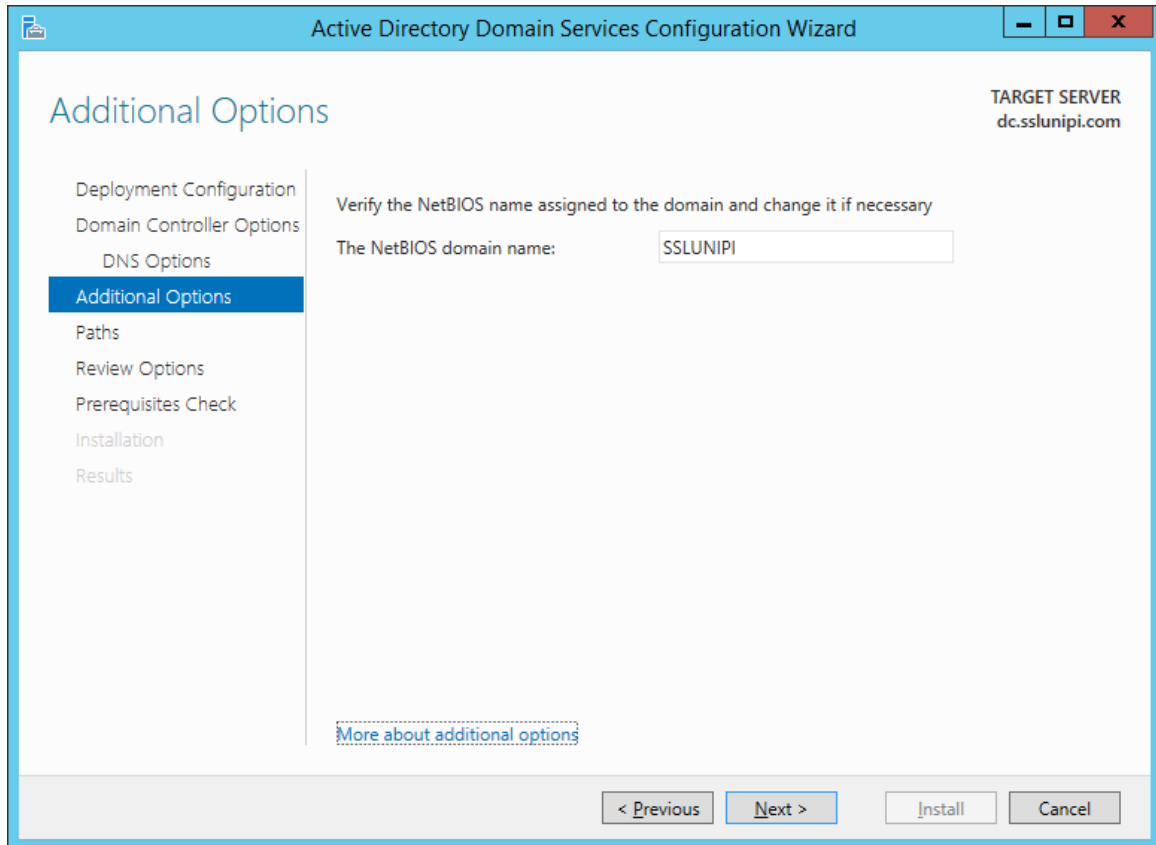 Active Directory Domain Services Configuration Wizard
Additional Options
TARGET SERVER
dc.sslunipi.com
Deployment Configuration
Domain Controller Options
DNS Options
Additional Options
Paths
Review Options
Prerequisites Check
Installation
Results
Verify the NetBIOS name assigned to the domain and change it if necessary
The NetBIOS domain name: SSLUNIPI
More about additional options
< Previous Next > Install Cancel